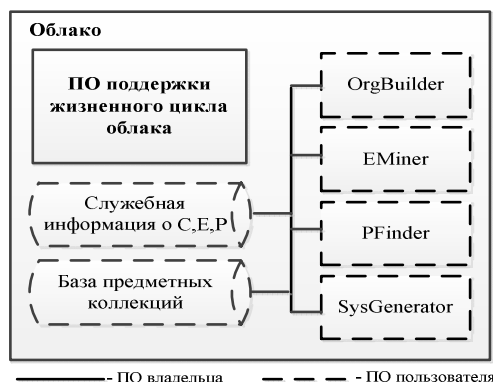 Облако
ПО поддержки
жизненного цикла
облака
OrgBuilder
EMiner
Служебная
информация о C,E,P
PFinder
База предметных
коллекций
SysGenerator
- ПО владельца
- ПО пользователя